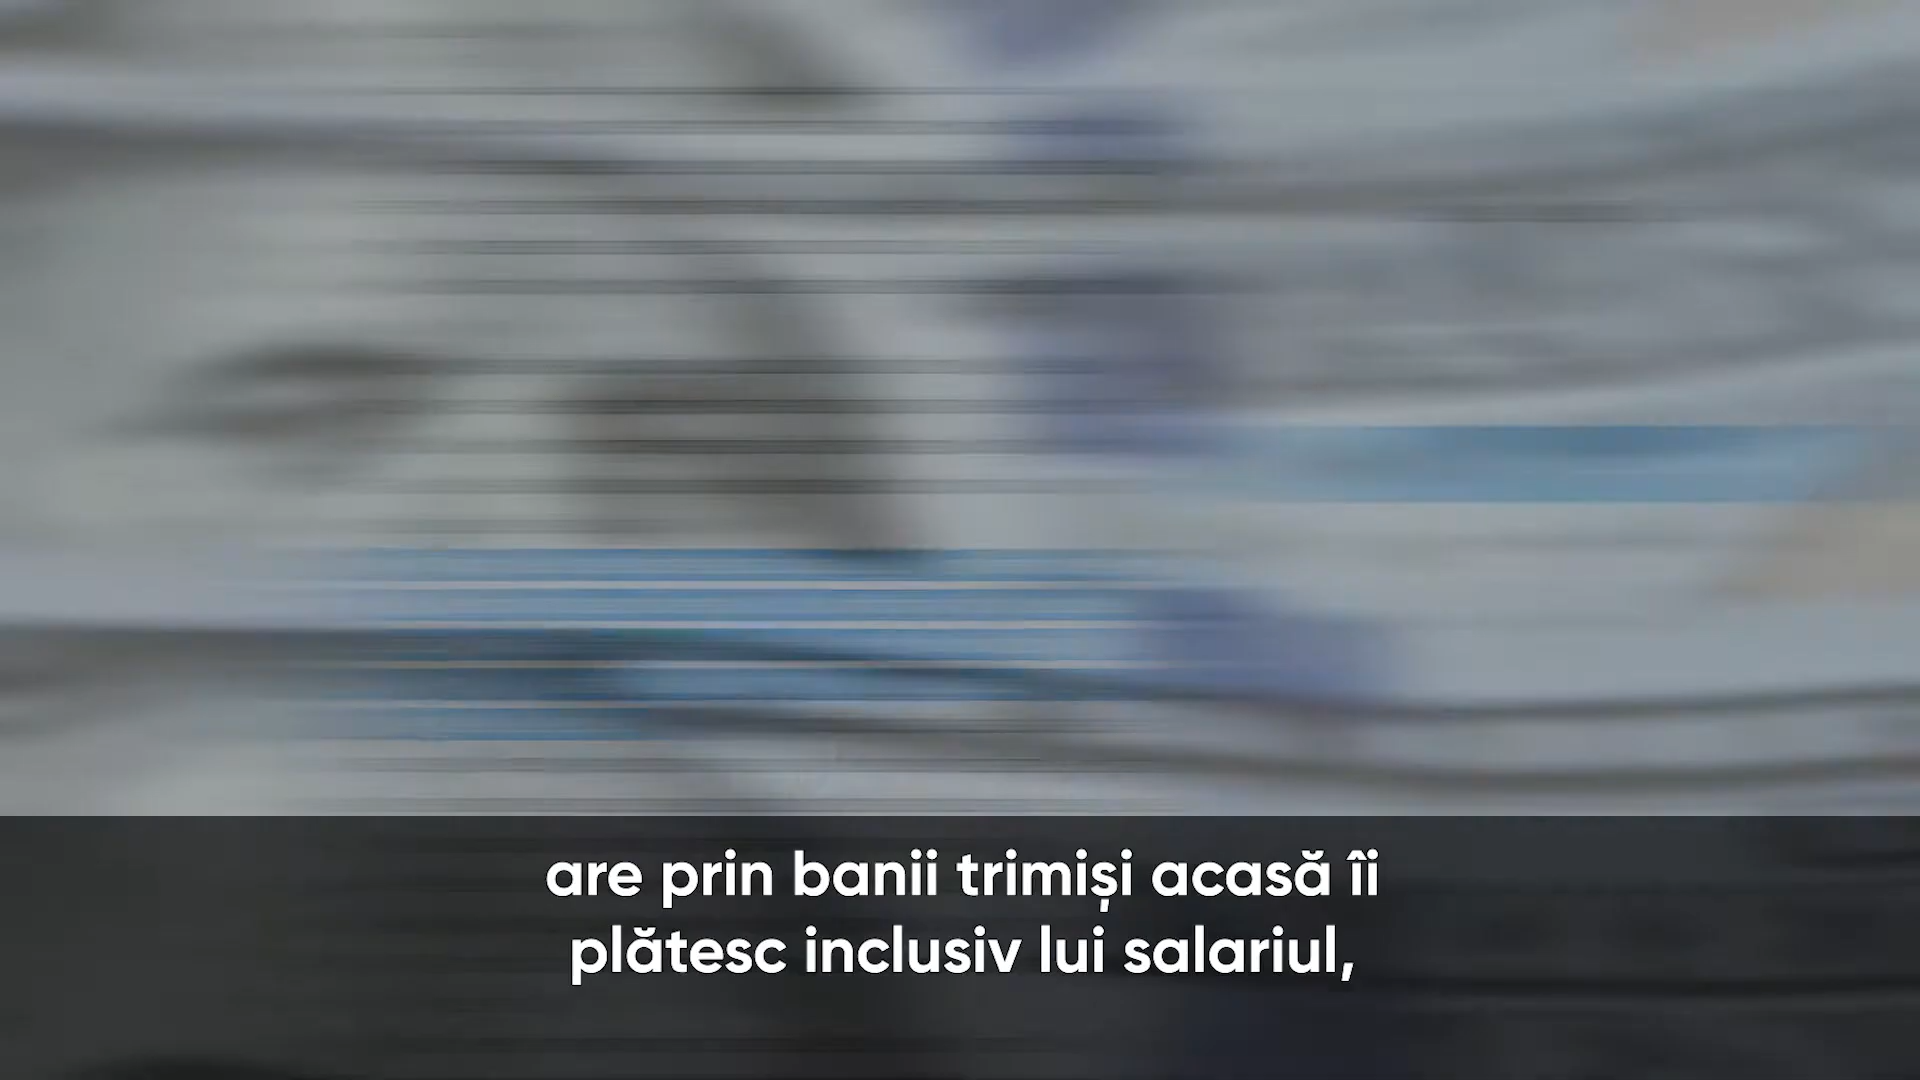 are prin banii trimiși acasă îi
plătesc inclusiv lui salariul,